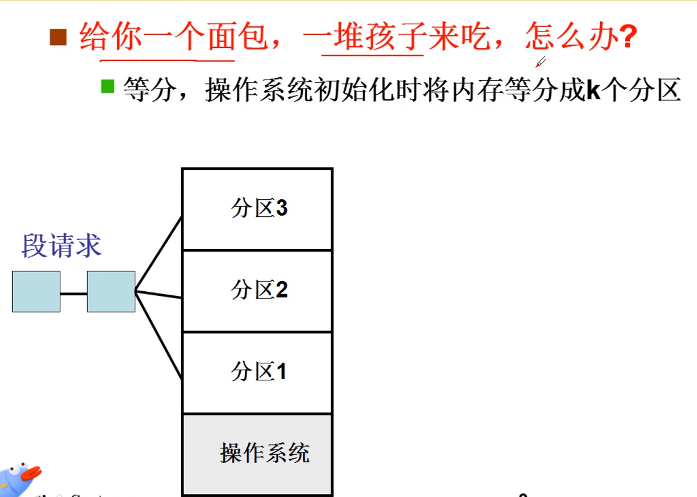 给你一个面包，一堆孩子来吃，怎么办?
等分，操作系统初始化时将内存等分成k个分区
分区3
段请求
分区2
分区1
操作系统